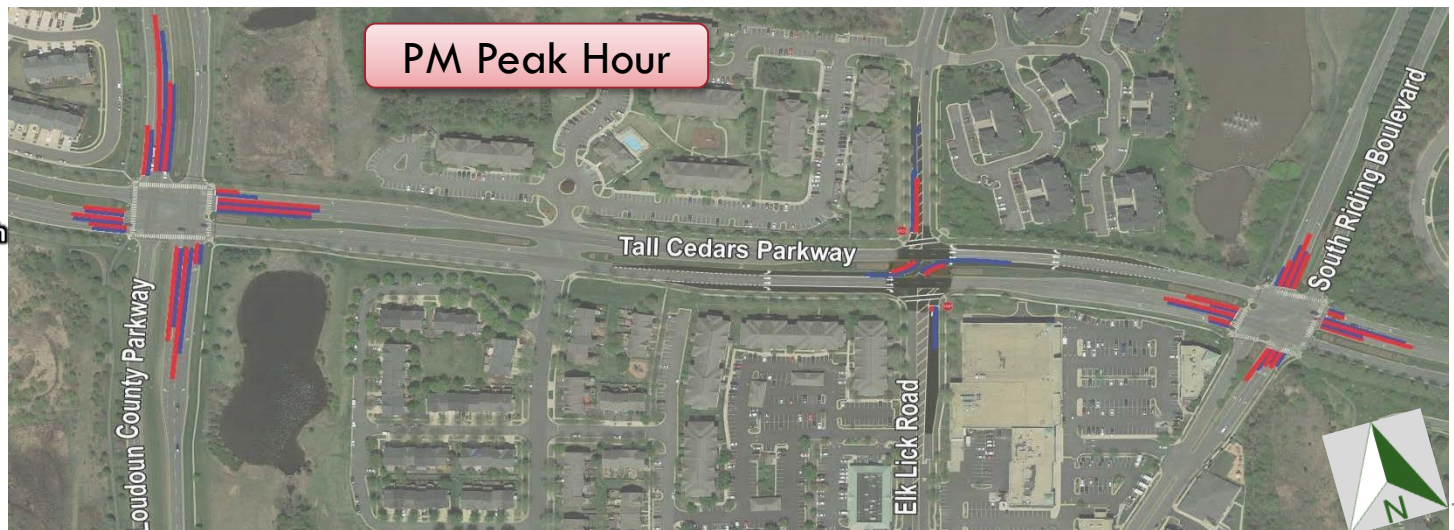 PM Peak Hour
South Riding Boulevard
Tall Cedars Parkway
Loudoun County Parkway
Elk Lick Road
N